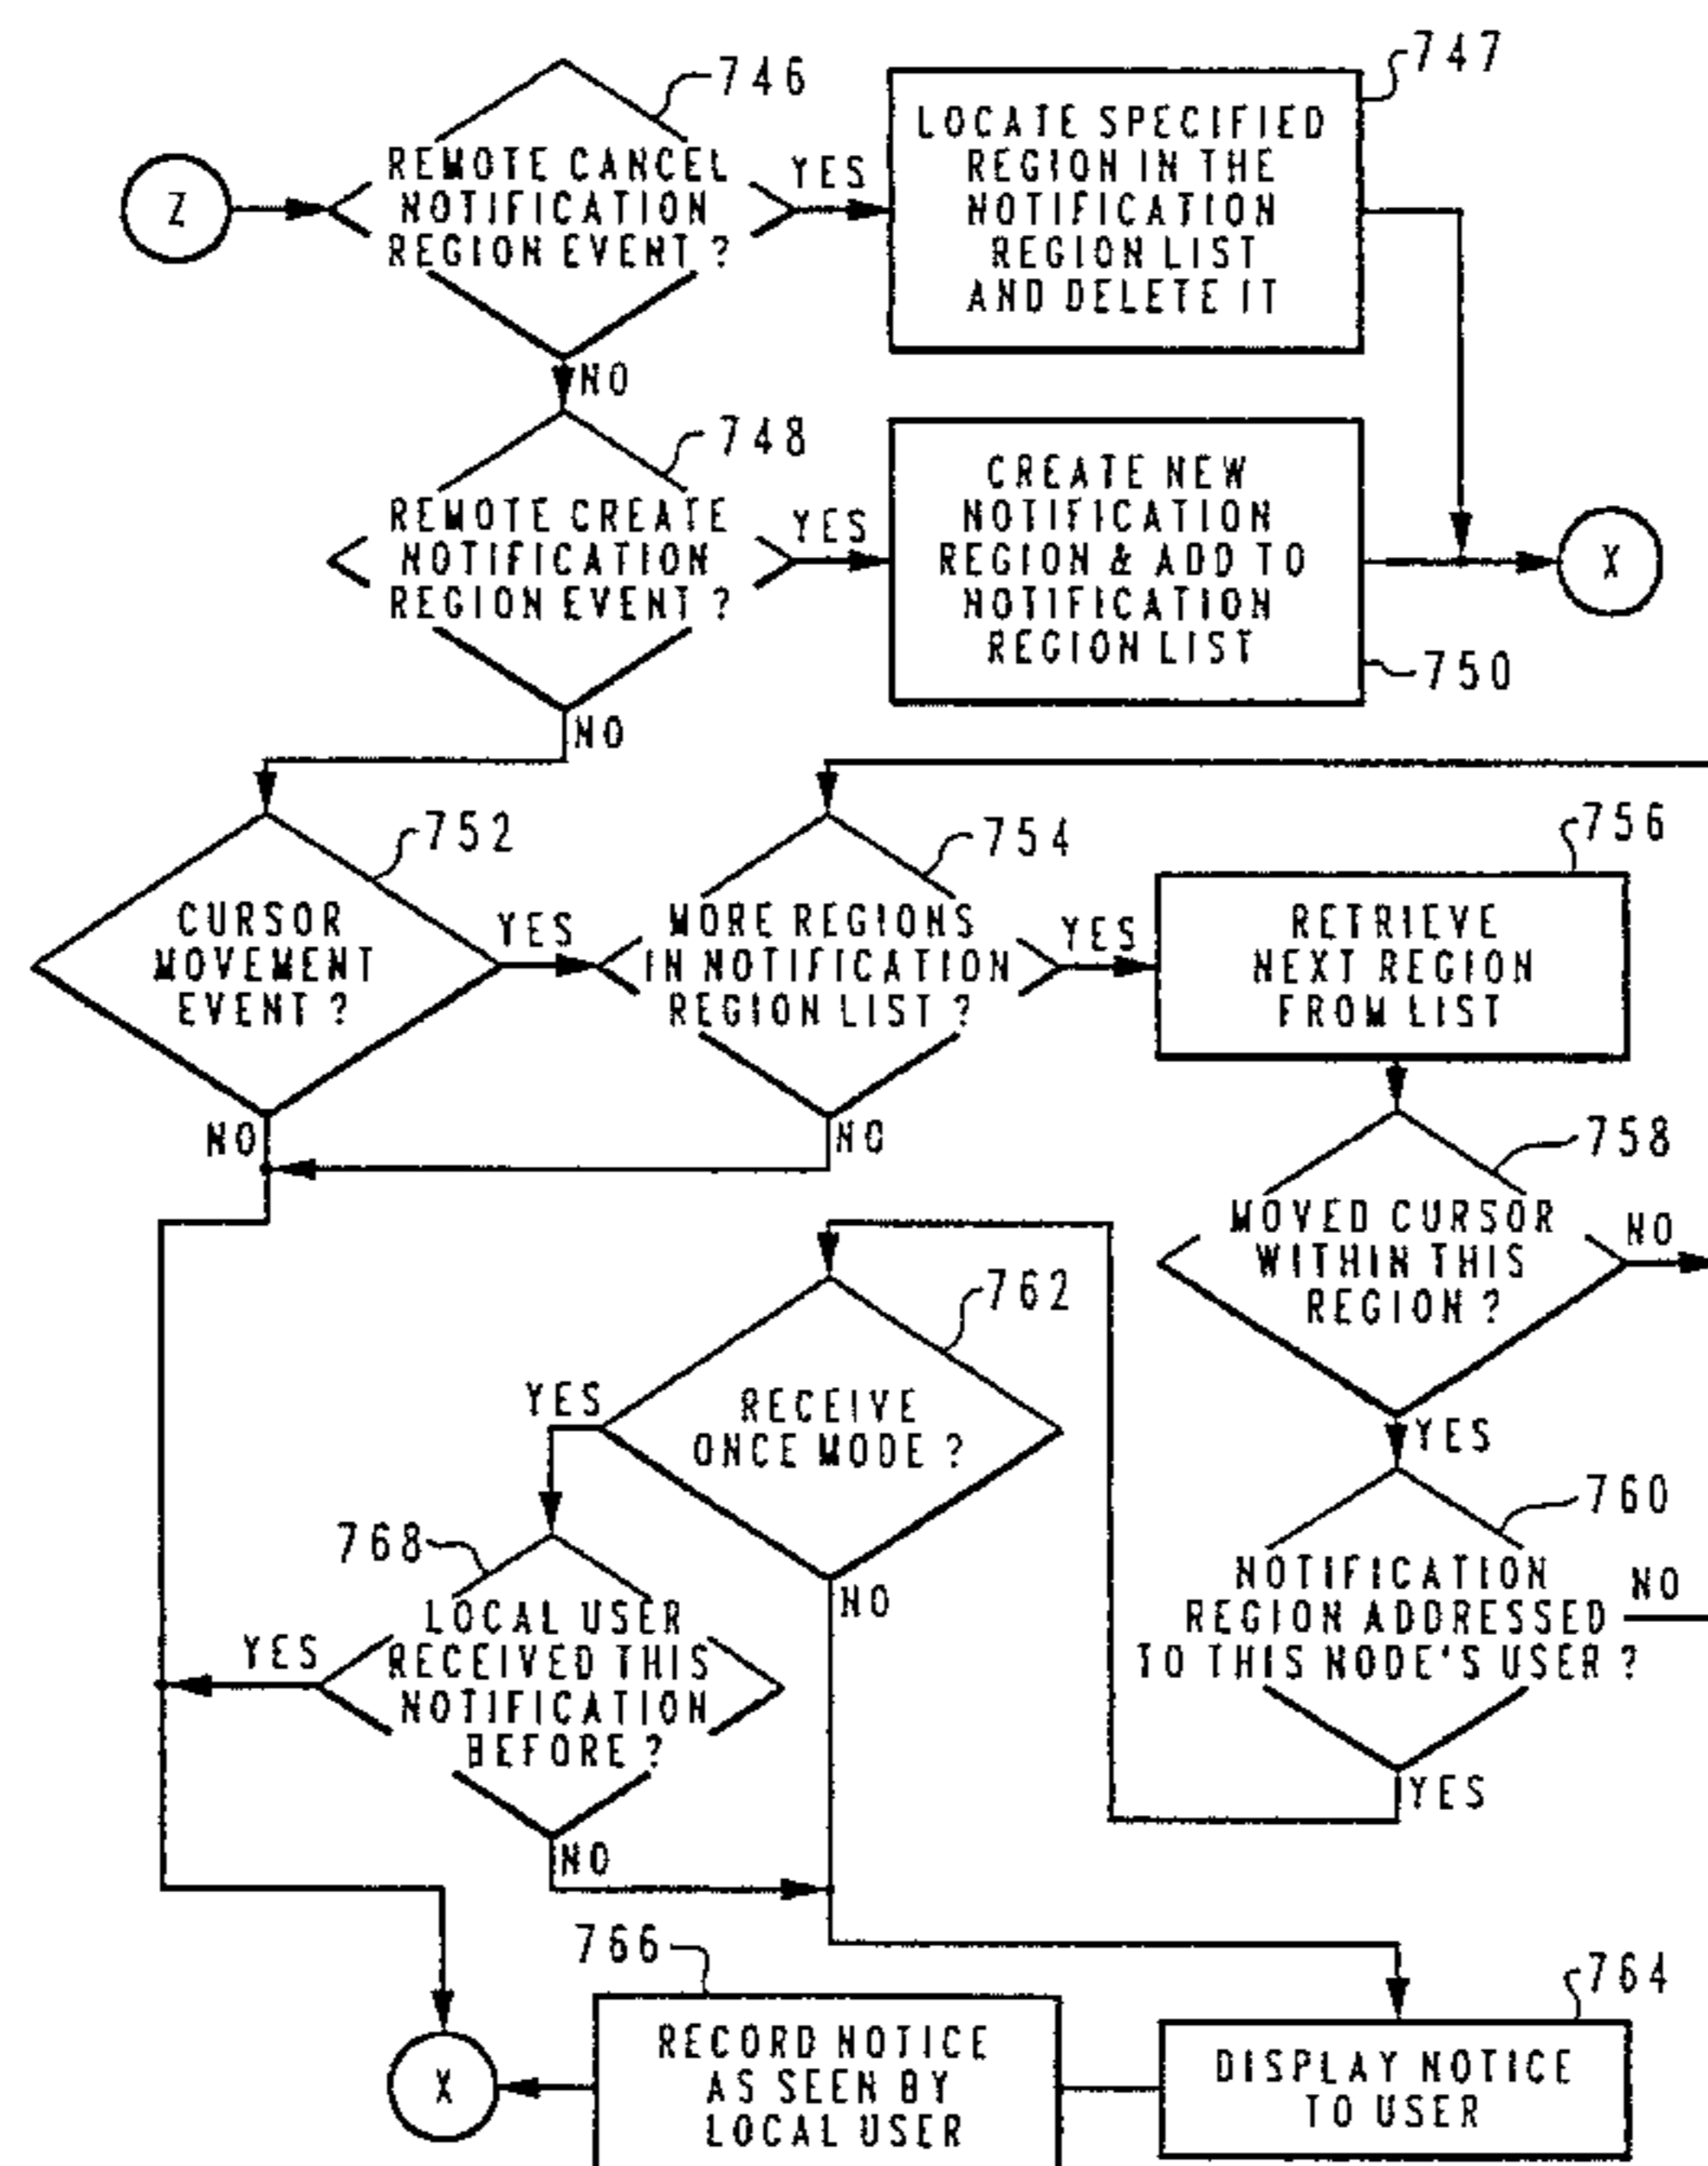 746
747
Z
REMOTE CANCEL
NOTIFICATION
REGION EVENT ?
YES
LOCATE SPECIFIED
REGION IN THE
NOTIFICATION
REGION LIST
AND DELETE IT
NO
748
REMOTE CREATE
NOTIFICATION
REGION EVENT ?
YES
CREATE NEW
NOTIFICATION
REGION & ADD TO
NOTIFICATION
REGION LIST
X
750
NO
752
CURSOR
MOVEMENT
EVENT ?
YES
754
MORE REGIONS
IN NOTIFICATION
REGION LIST ?
YES
756
RETRIEVE
NEXT REGION
FROM LIST
NO
NO
758
MOVED CURSOR
WITHIN THIS
REGION ?
NO
YES
762
RECEIVE
ONCE MODE ?
YES
NO
760
NOTIFICATION
REGION ADDRESSED
TO THIS NODE'S USER ?
NO
YES
768
LOCAL USER
RECEIVED THIS
NOTIFICATION
BEFORE ?
YES
NO
766
764
X
RECORD NOTICE
AS SEEN BY
LOCAL USER
DISPLAY NOTICE
TO USER